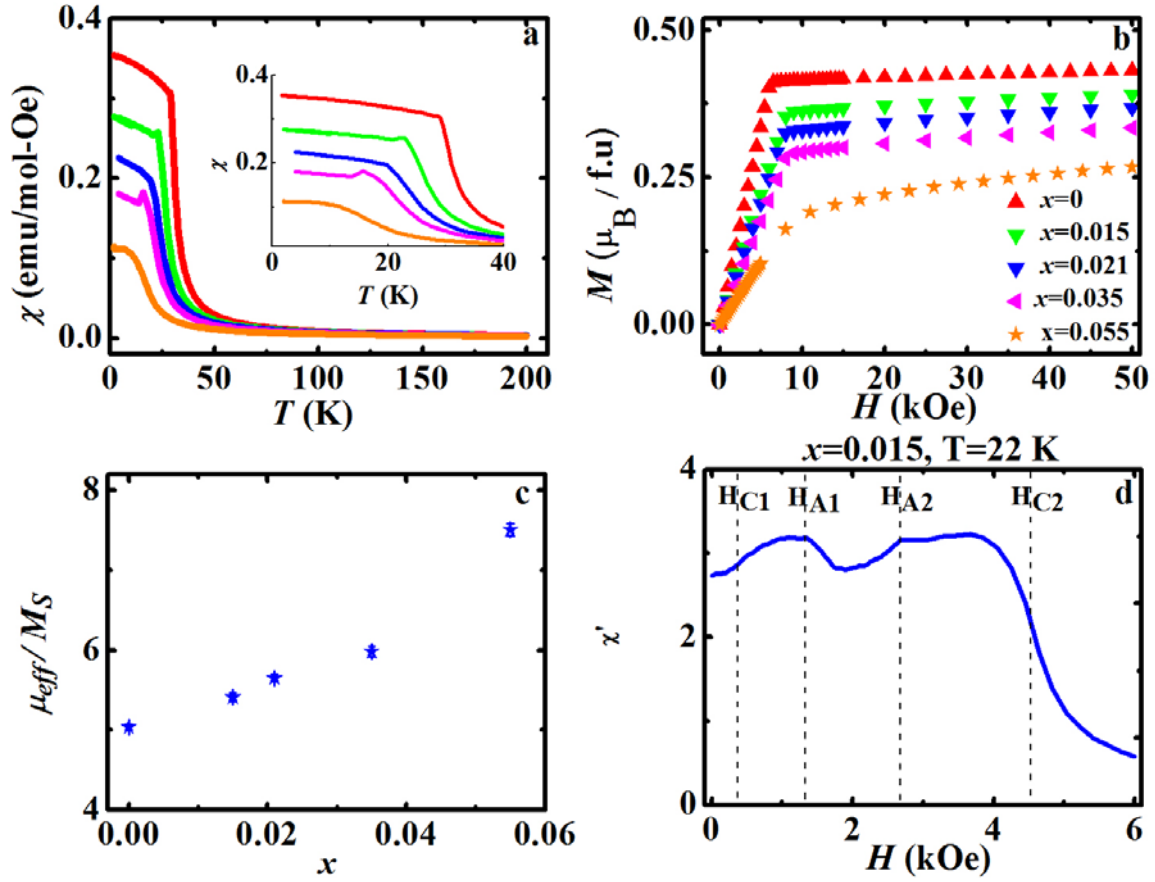 a
χ (emu/mol-Oe)
0.4
0.2
0.0
0 50 100 150 200
T (K)
χ
0.4
0.2
0 20 40
T (K)
b
M (μB / f.u)
0.50
0.25
0.00
x=0
x=0.015
x=0.021
x=0.035
x=0.055
0 10 20 30 40 50
H (kOe)
c
μeff / MS
8
6
4
0.00 0.02 0.04 0.06
x
x=0.015, T=22 K
d
HC1 HA1 HA2 HC2
χ'
4
2
0
0 2 4 6
H (kOe)